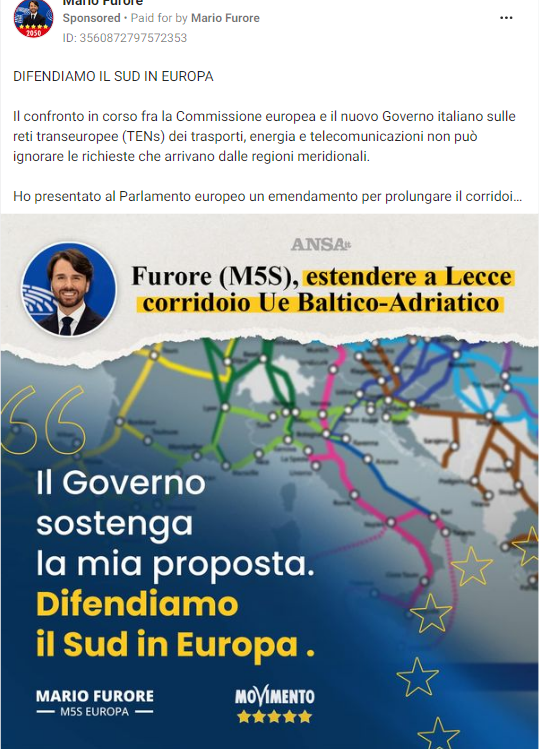 Mario Furore
Sponsored • Paid for by Mario Furore
2050
ID: 3560872797572353
DIFENDIAMO IL SUD IN EUROPA
Il confronto in corso fra la Commissione europea e il nuovo Governo italiano sulle
reti transeuropee (TENs) dei trasporti, energia e telecomunicazioni non può
ignorare le richieste che arrivano dalle regioni meridionali.
Ho presentato al Parlamento europeo un emendamento per prolungare il corridoi...
ANSA.it
Furore (M5S), estendere a Lecce
corridoio Ue Baltico-Adriatico
Il Governo
sostenga
la mia proposta.
Difendiamo
il Sud in Europa .
MARIO FURORE
M5S EUROPA
MOVIMENTO